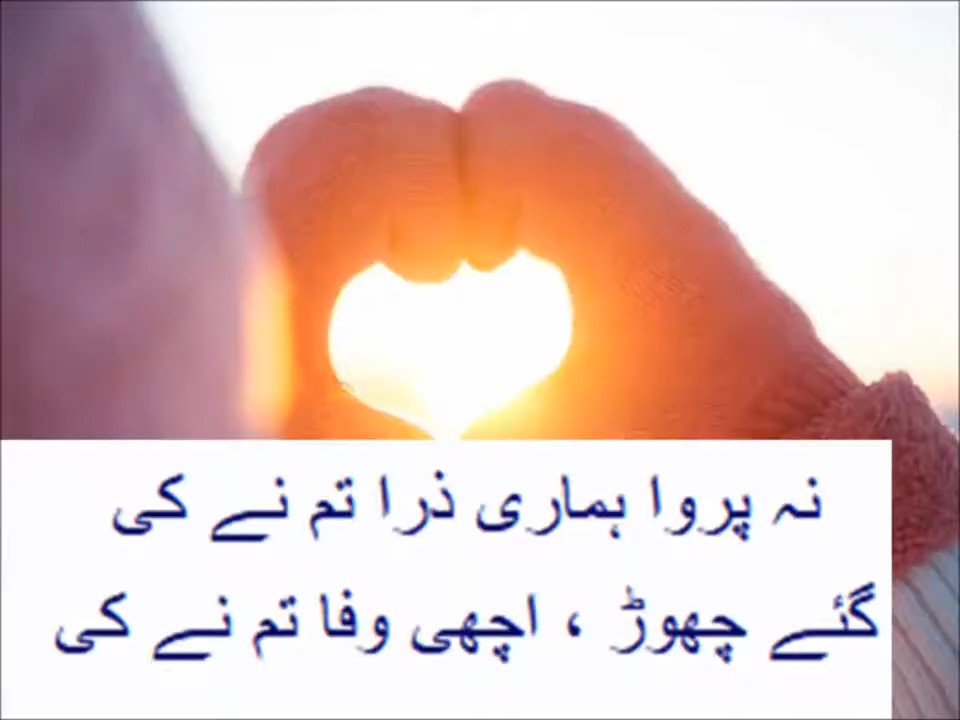 نہ پروا ہماری ذرا تم نے کی
گئے چھوڑ ، اچھی وفا تم نے کی